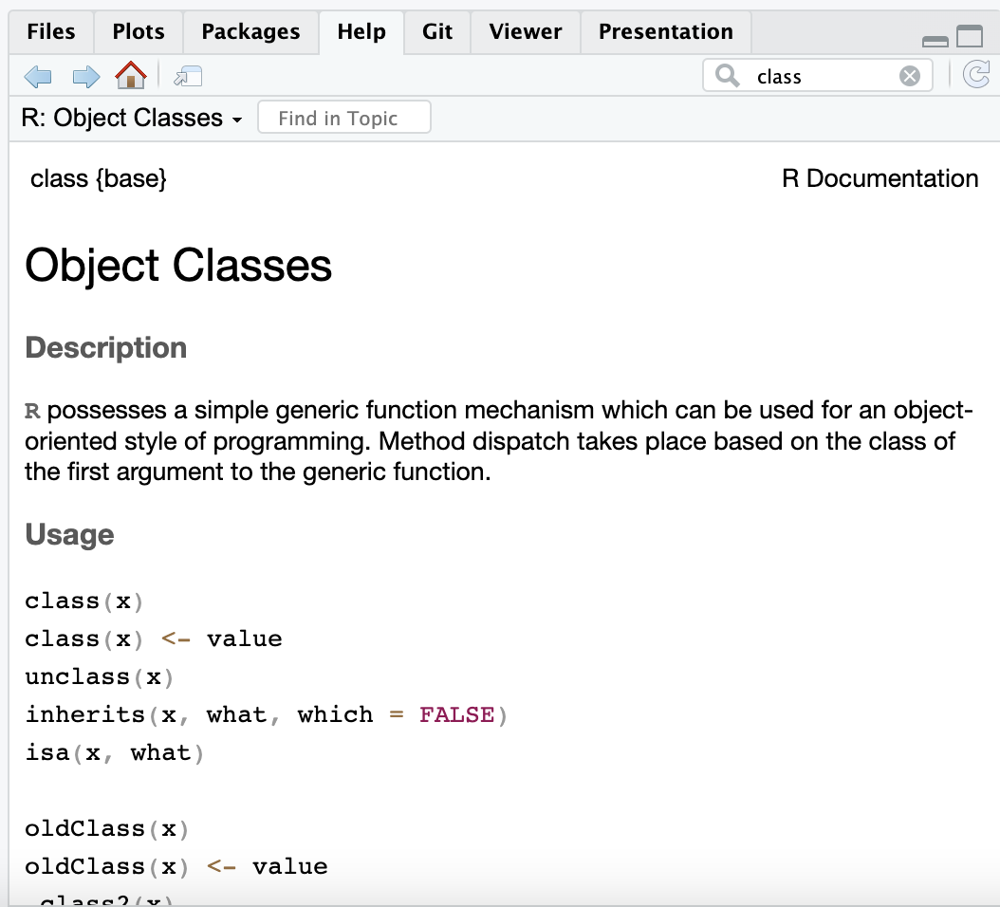 Files Plots Packages Help Git Viewer Presentation
class
R: Object Classes Find in Topic
class {base} R Documentation
Object Classes
Description
R possesses a simple generic function mechanism which can be used for an object-
oriented style of programming. Method dispatch takes place based on the class of
the first argument to the generic function.
Usage
class(x)
class(x) <- value
unclass(x)
inherits(x, what, which = FALSE)
isa(x, what)
oldClass(x)
oldClass(x) <- value
.class2(x)